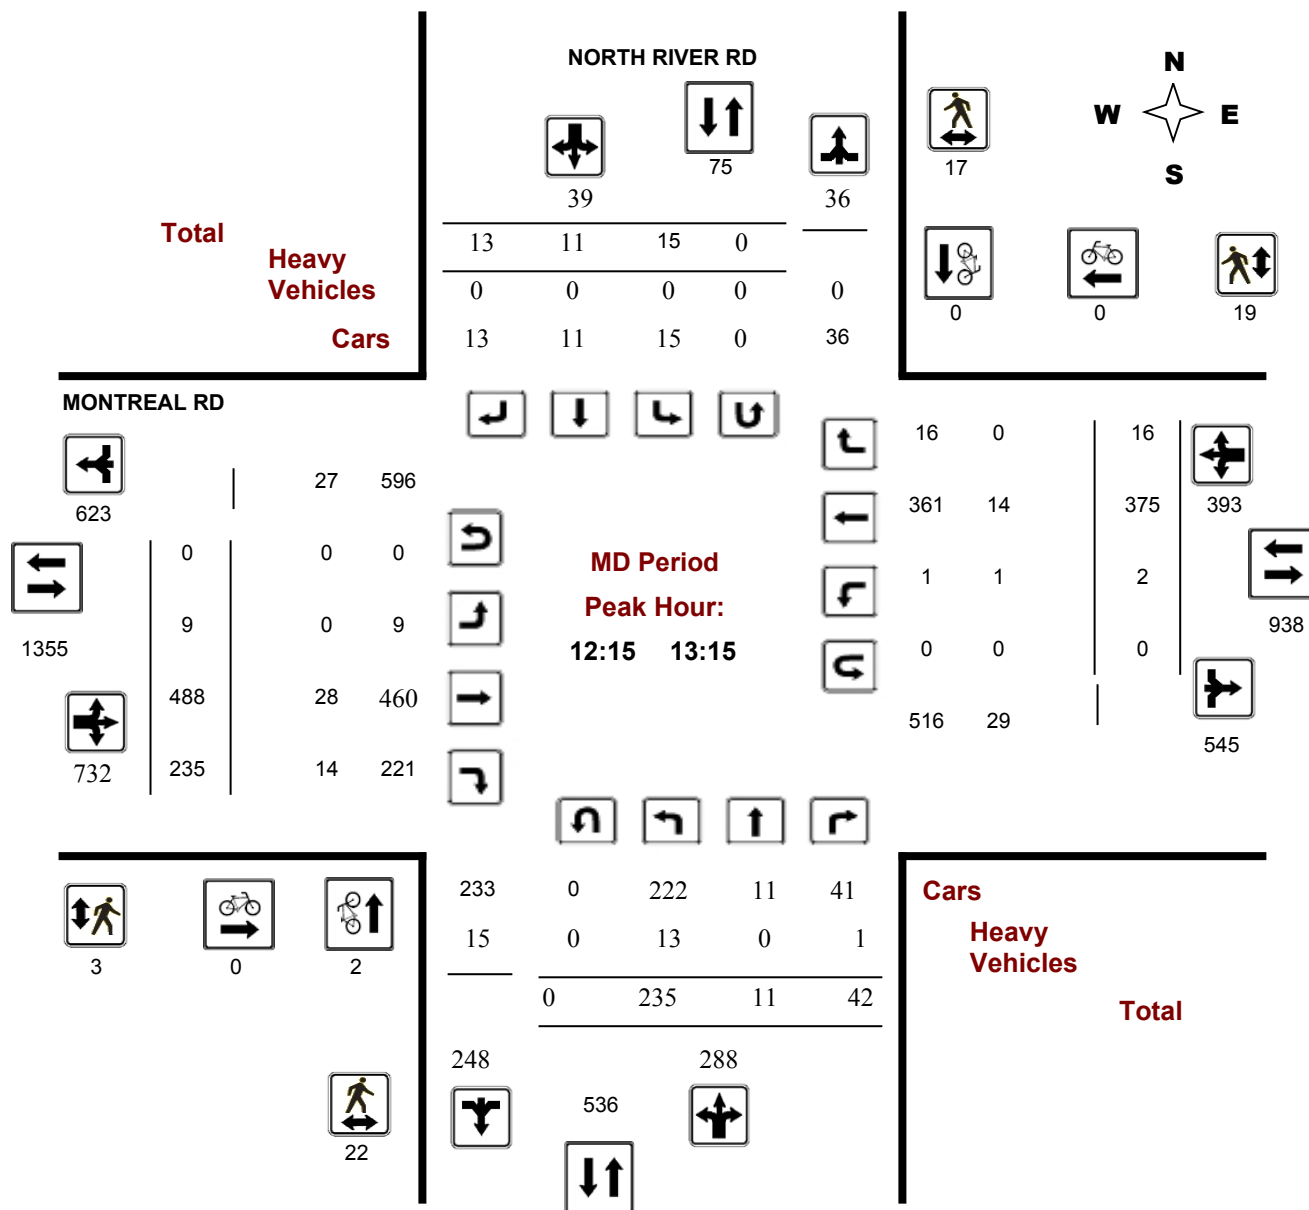 NORTH RIVER RD
N
W E
S
75
17
39 36
Total 13 11 15 0
Heavy
Vehicles 0 0 0 0 0
0 0 19
Cars 13 11 15 0 36
MONTREAL RD
16 0 16
27 596
623
361 14 375 393
0 0 0
MD Period
1 1 2
Peak Hour:
9 0 9
938
1355 12:15 13:15 0 0 0
488 28 460
516 29
545
732 235 14 221
233 0 222 11 41 Cars
15 0 13 0 1 Heavy
Vehicles
3 0 2
0 235 11 42 Total
248 288
536
22